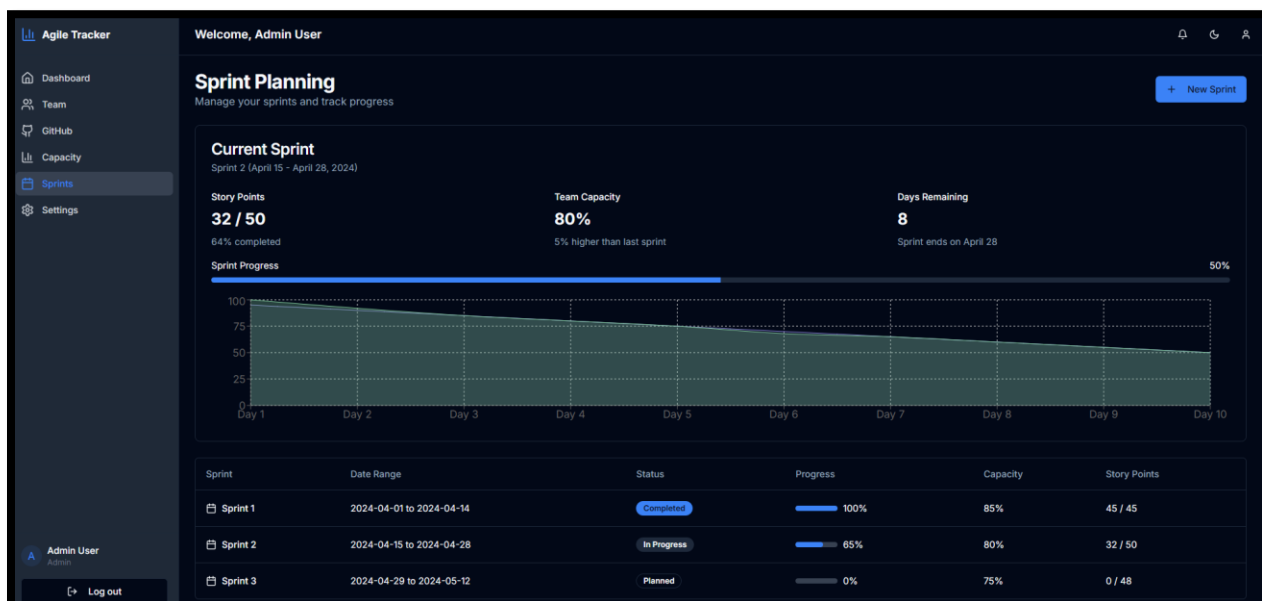 Agile Tracker
Welcome, Admin User
Dashboard
Team
GitHub
Capacity
Sprints
Settings
Sprint Planning
Manage your sprints and track progress
+ New Sprint
Current Sprint
Sprint 2 (April 15 - April 28, 2024)
Story Points Team Capacity Days Remaining
32 / 50 80% 8
64% completed 5% higher than last sprint Sprint ends on April 28
Sprint Progress 50%
100
75
50
25
0
Day 1 Day 2 Day 3 Day 4 Day 5 Day 6 Day 7 Day 8 Day 9 Day 10
Sprint Date Range Status Progress Capacity Story Points
Sprint 1 2024-04-01 to 2024-04-14 Completed 100% 85% 45 / 45
Sprint 2 2024-04-15 to 2024-04-28 In Progress 65% 80% 32 / 50
Sprint 3 2024-04-29 to 2024-05-12 Planned 0% 75% 0 / 48
A
Admin User
Admin
Log out